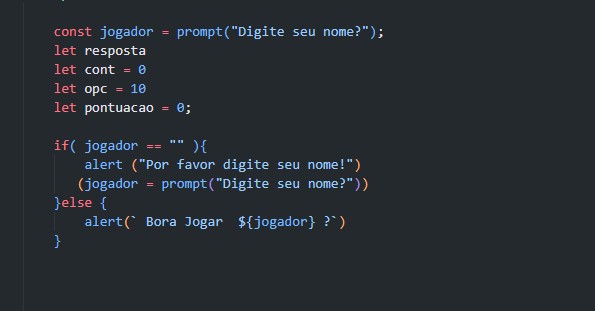 const jogador = prompt("Digite seu nome?");
let resposta
let cont = 0
let opc = 10
let pontuacao = 0;
if( jogador == "" ){
alert ("Por favor digite seu nome!")
(jogador = prompt("Digite seu nome?"))
}else {
alert(` Bora Jogar  ${jogador} ?`)
}